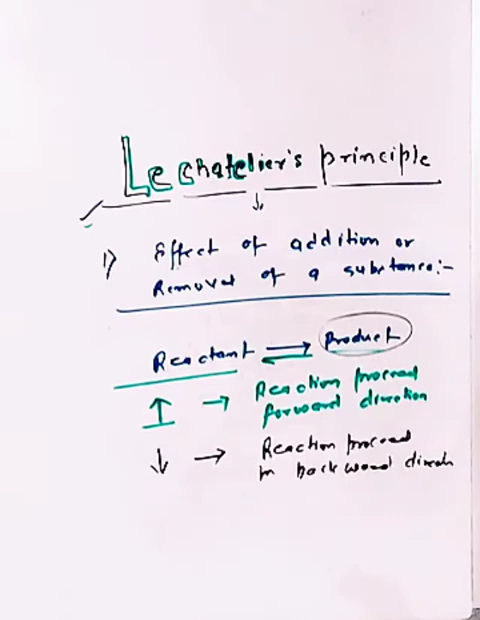 Le chatelier's principle
↓
1) Effect of addition or
Removal of a substance:-
Reactant ⇌ Product
↑ → Reaction proceed
forward direction
↓ → Reaction proceed
in backward direch